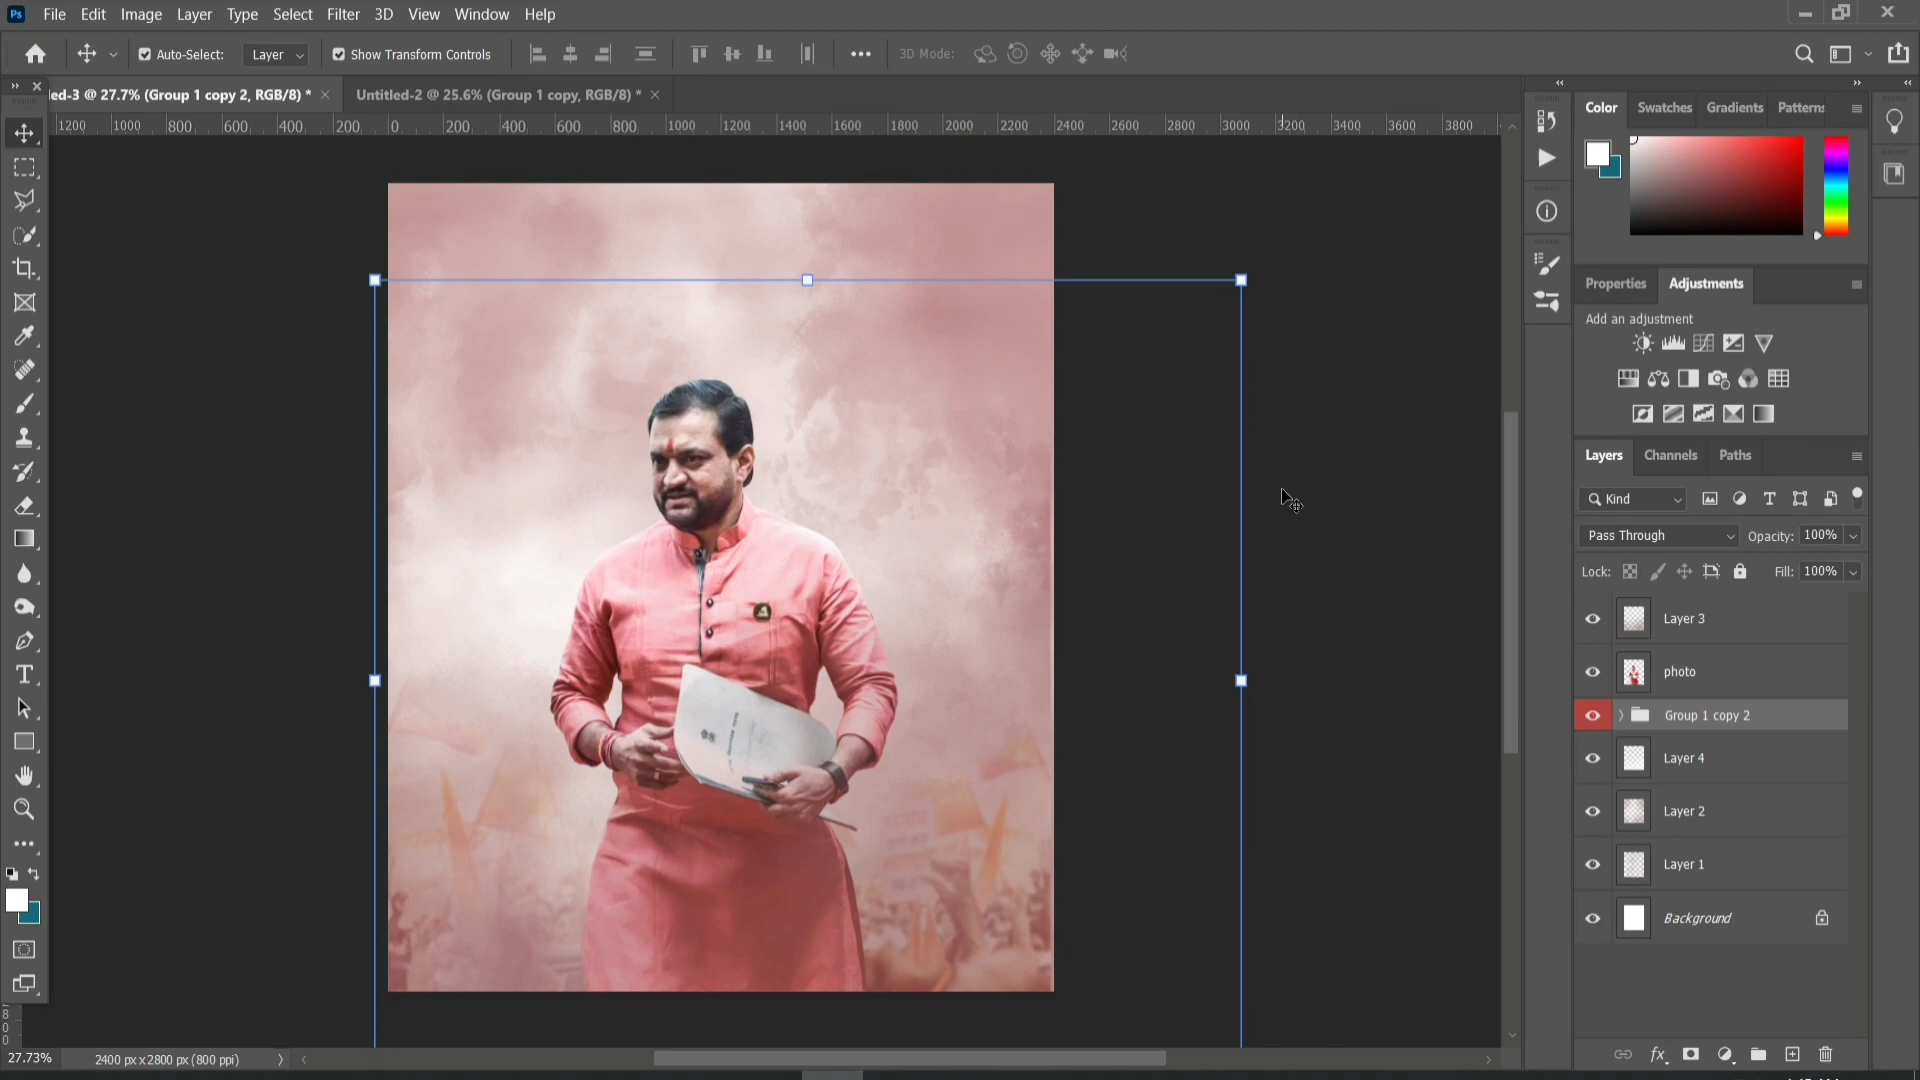 Ps File Edit Image Layer Type Select Filter 3D View Window Help
Auto-Select: Layer Show Transform Controls 3D Mode:
ed-3 @ 27.7% (Group 1 copy 2, RGB/8) * Untitled-2 @ 25.6% (Group 1 copy, RGB/8) *
1200 1000 800 600 400 200 0 200 400 600 800 1000 1200 1400 1600 1800 2000 2200 2400 2600 2800 3000 3200 3400 3600 3800
Color Swatches Gradients Patterns
Properties Adjustments
Add an adjustment
Layers Channels Paths
Kind
Pass Through Opacity: 100%
Lock: Fill: 100%
Layer 3
photo
Group 1 copy 2
Layer 4
Layer 2
Layer 1
Background
fx
8
0
0
27.73% 2400 px x 2800 px (800 ppi)